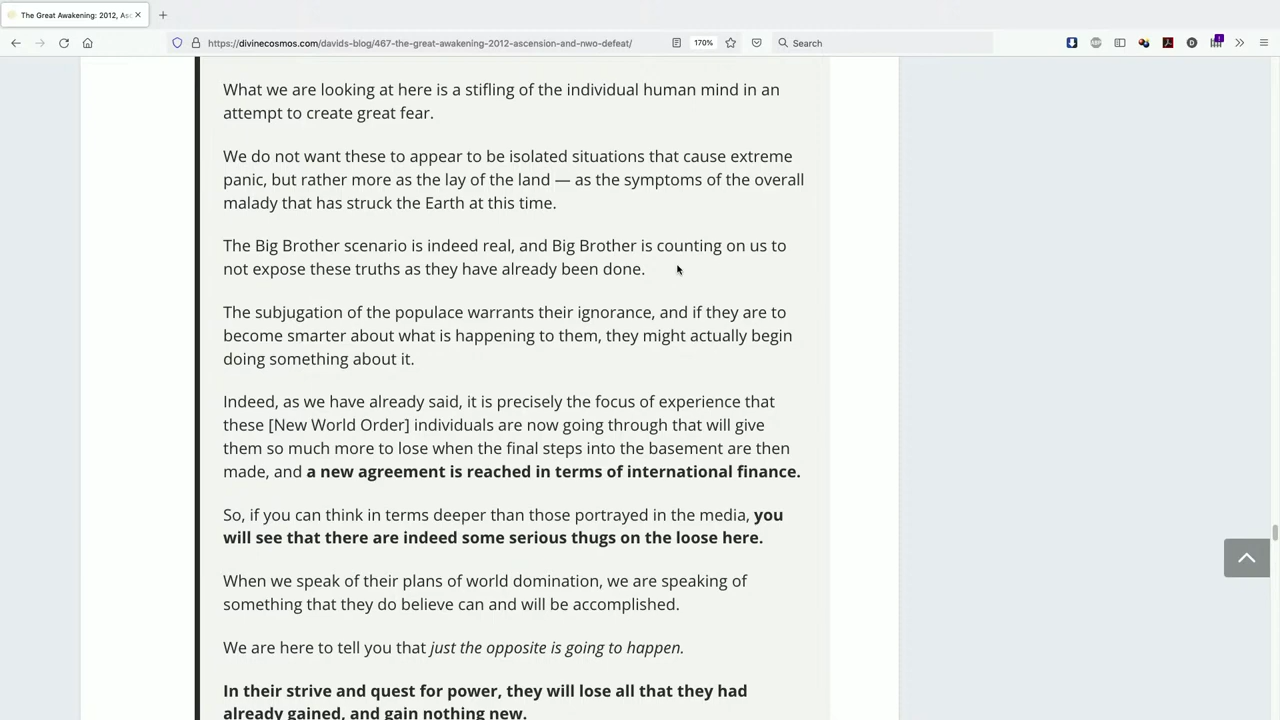 The Great Awakening: 2012, As
https://divinecosmos.com/davids-blog/467-the-great-awakening-2012-ascension-and-nwo-defeat/
170%
Search
What we are looking at here is a stifling of the individual human mind in an
attempt to create great fear.
We do not want these to appear to be isolated situations that cause extreme
panic, but rather more as the lay of the land — as the symptoms of the overall
malady that has struck the Earth at this time.
The Big Brother scenario is indeed real, and Big Brother is counting on us to
not expose these truths as they have already been done.
The subjugation of the populace warrants their ignorance, and if they are to
become smarter about what is happening to them, they might actually begin
doing something about it.
Indeed, as we have already said, it is precisely the focus of experience that
these [New World Order] individuals are now going through that will give
them so much more to lose when the final steps into the basement are then
made, and a new agreement is reached in terms of international finance.
So, if you can think in terms deeper than those portrayed in the media, you
will see that there are indeed some serious thugs on the loose here.
When we speak of their plans of world domination, we are speaking of
something that they do believe can and will be accomplished.
We are here to tell you that just the opposite is going to happen.
In their strive and quest for power, they will lose all that they had
already gained, and gain nothing new.